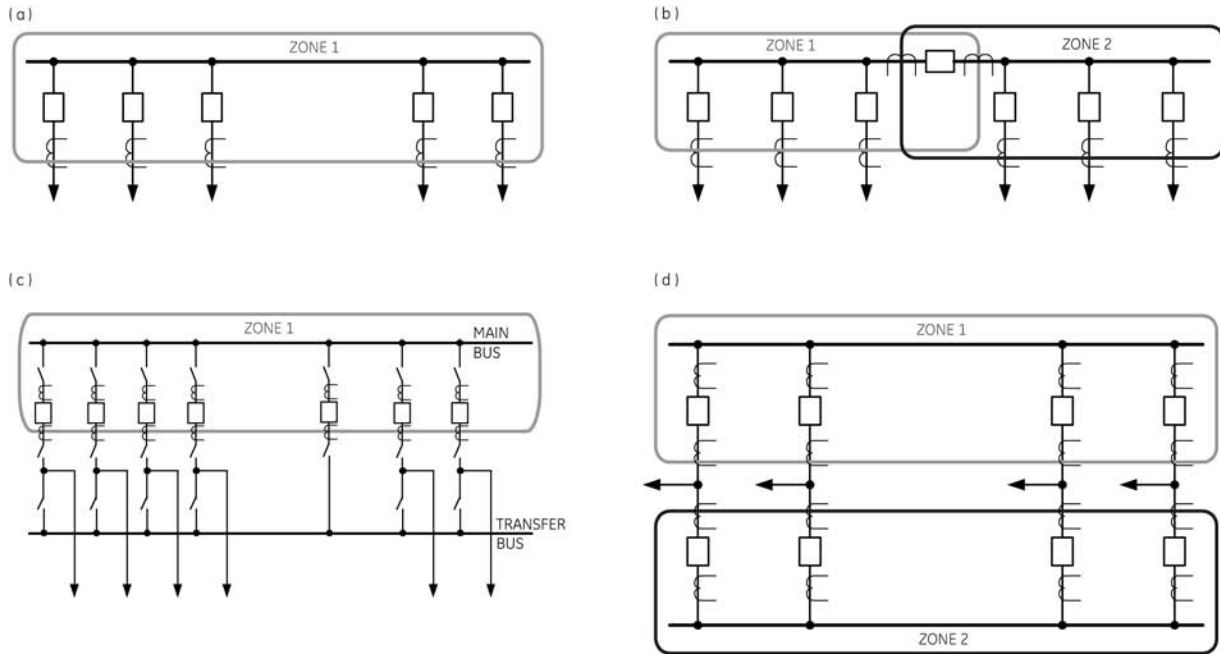 (a)
ZONE 1
(b)
ZONE 1
ZONE 2
(c)
ZONE 1
MAIN
BUS
TRANSFER
BUS
(d)
ZONE 1
ZONE 2